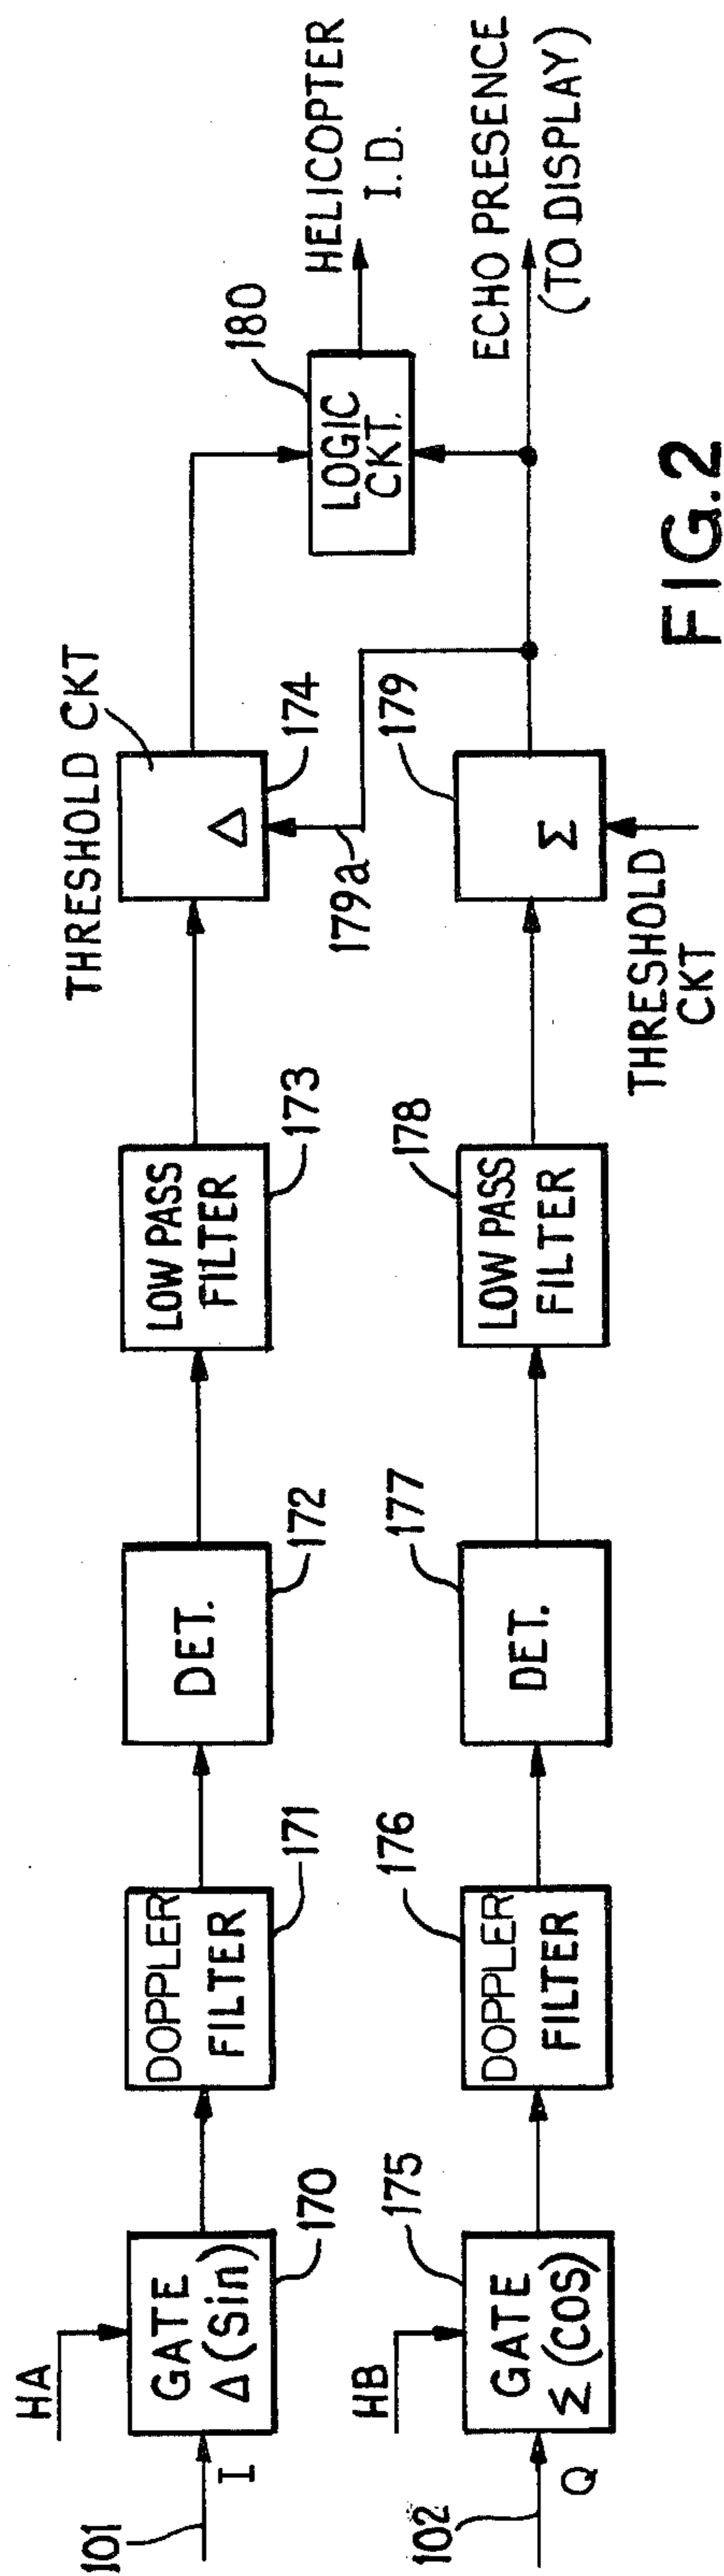 HA
101
I
GATE
Δ (Sin)
170
DOPPLER
FILTER
171
DET.
172
LOW PASS
FILTER
173
THRESHOLD CKT
Δ
174
179a
LOGIC
CKT.
180
HELICOPTER
I.D.
HB
102
Q
GATE
Σ (COS)
175
DOPPLER
FILTER
176
DET.
177
LOW PASS
FILTER
178
Σ
179
THRESHOLD
CKT
ECHO PRESENCE
(TO DISPLAY)
FIG.2